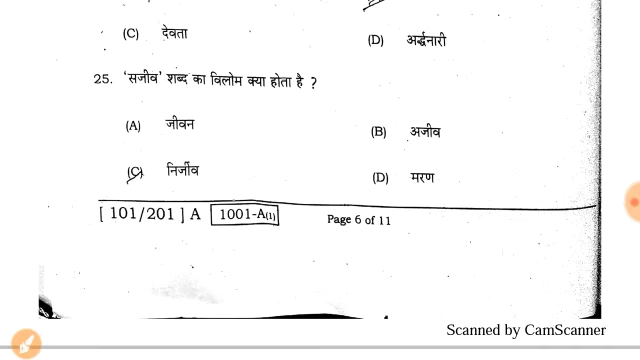 (C) देवता
(D) अर्द्धनारी
25. 'सजीव' शब्द का विलोम क्या होता है ?
(A) जीवन
(B) अजीव
(C) निर्जीव
(D) मरण
[ 101/201 ] A 1001-A(1) Page 6 of 11
Scanned by CamScanner